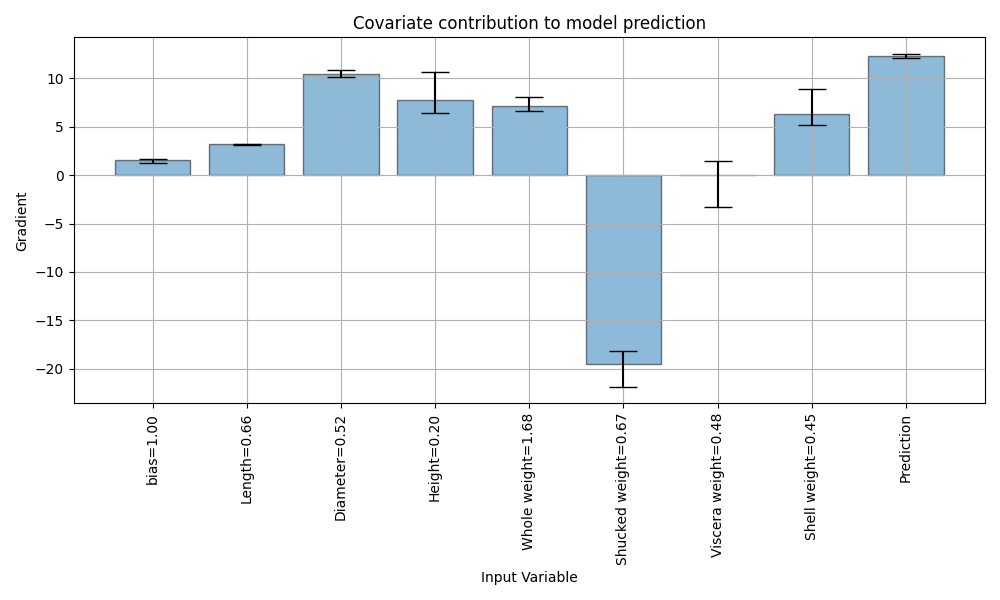 Covariate contribution to model prediction
Gradient
10
5
0
−5
−10
−15
−20
bias=1.00
Length=0.66
Diameter=0.52
Height=0.20
Whole weight=1.68
Shucked weight=0.67
Viscera weight=0.48
Shell weight=0.45
Prediction
Input Variable